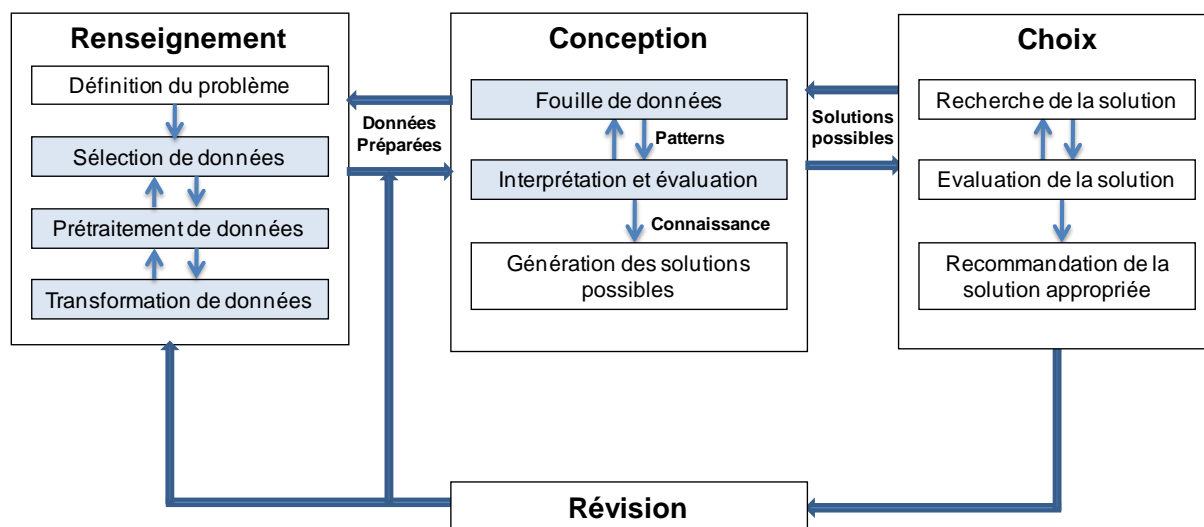 Renseignement
Définition du problème
Sélection de données
Prétraitement de données
Transformation de données
Données
Préparées
Conception
Fouille de données
Patterns
Interprétation et évaluation
Connaissance
Génération des solutions
possibles
Solutions
possibles
Choix
Recherche de la solution
Evaluation de la solution
Recommandation de la
solution appropriée
Révision